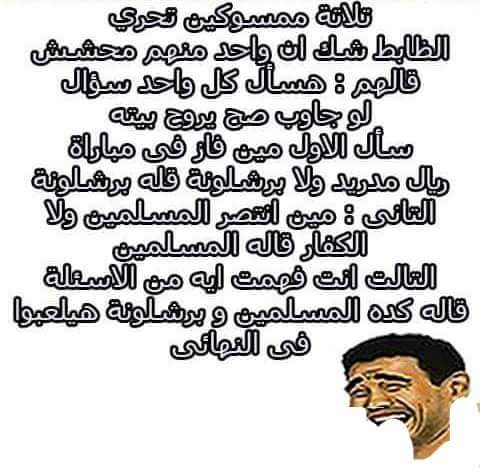 تلاتة ممسوكين تحري
الظابط شك ان واحد منهم محشش
قالهم : هسأل كل واحد سؤال
لو جاوب صح يروح بيته
سأل الاول مين فاز فى مباراة
ريال مدريد ولا برشلونة قله برشلونة
التانى : مين انتصر المسلمين ولا
الكفار قاله المسلمين
التالت انت فهمت ايه من الاسئلة
قاله كده المسلمين و برشلونة هيلعبوا
فى النهائى